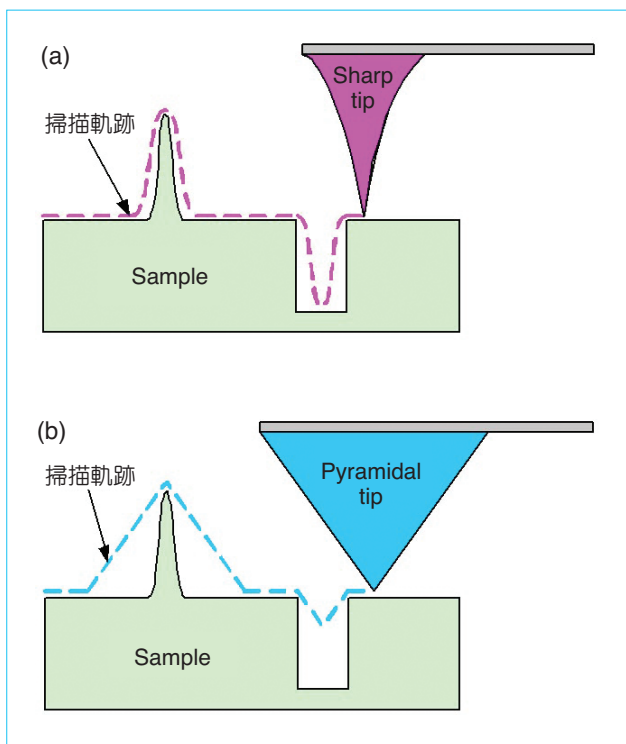 (a)
Sharp
tip
掃描軌跡
Sample
(b)
掃描軌跡
Pyramidal
tip
Sample